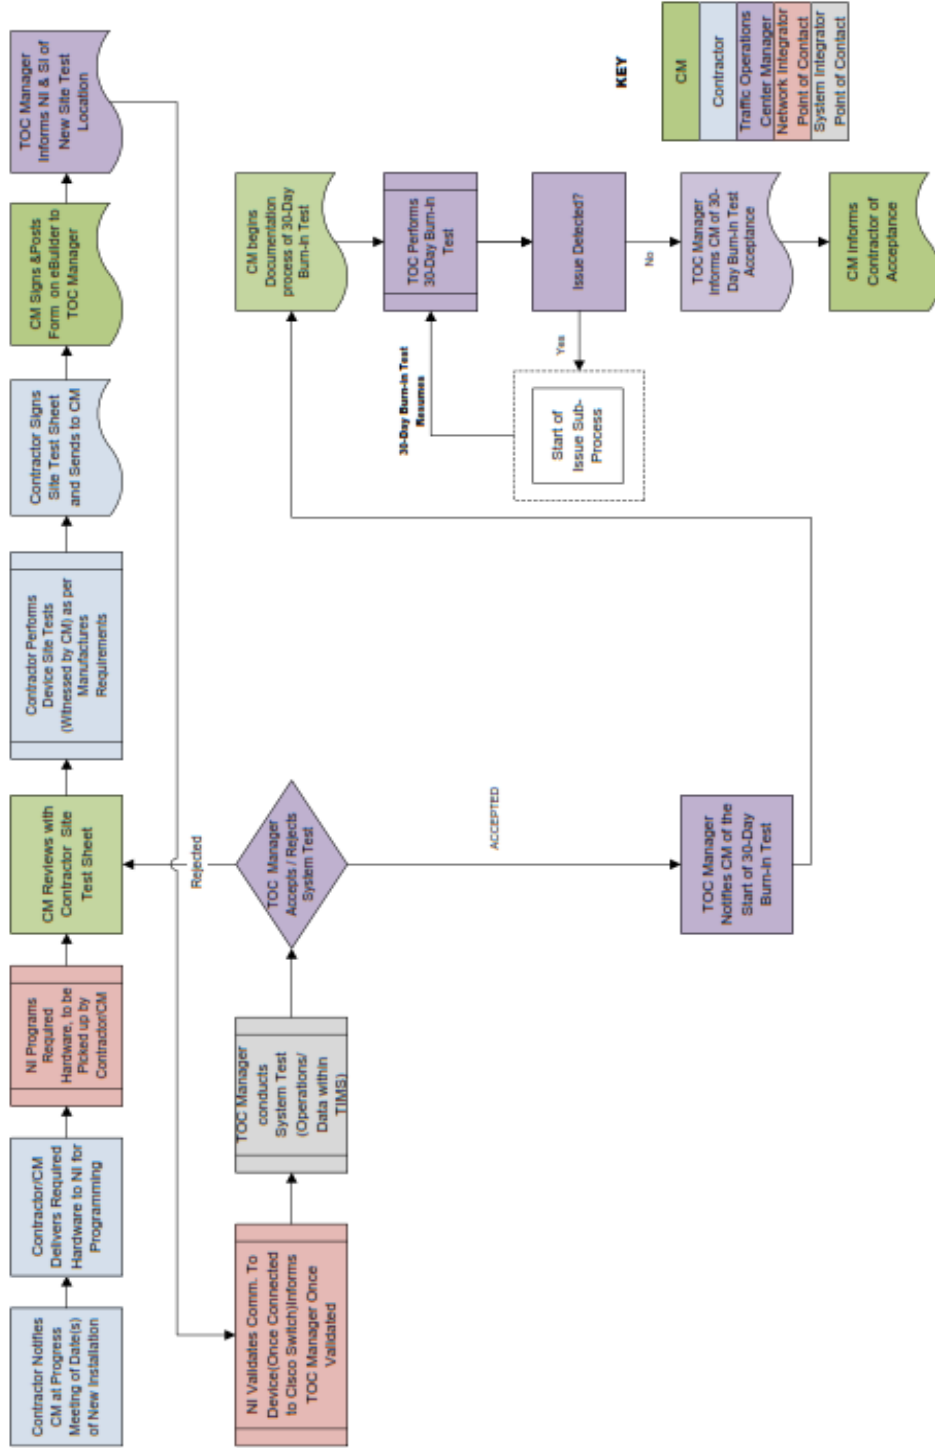 Contractor Notifies
CM at Progress
Meeting of Date(s)
of New Installation
Contractor/CM
Delivers Required
Hardware to NI for
Programming
NI Programs
Required
Hardware, to be
Picked up by
Contractor/CM
CM Reviews with
Contractor Site
Test Sheet
Contractor Performs
Device Site Tests
(Witnessed by CM) as per
Manufactures
Requirements
Contractor Signs
Site Test Sheet
and Sends to CM
CM Signs &Posts
Form on eBuilder to
TOC Manager
TOC Manager
Informs NI & SI of
New Site Test
Location
NI Validates Comm. To
Device(Once Connected
to Cisco Switch)Informs
TOC Manager Once
Validated
TOC Manager
conducts
System Test
(Operations/
Data within
TIMS)
TOC Manager
Accepts / Rejects
System Test
Rejected
ACCEPTED
TOC Manager
Notifies CM of the
Start of 30-Day
Burn-In Test
CM begins
Documentation
process of 30-Day
Burn-in Test
TOC Performs
30-Day Burn-In
Test
30-Day Burn-in Test
Resumes
Issue Detected?
Yes
No
Start of
Issue Sub-
Process
TOC Manager
Informs CM of 30-
Day Burn-In Test
Acceptance
CM Informs
Contractor of
Acceptance
KEY
CM
Contractor
Traffic Operations
Center Manager
Network Integrator
Point of Contact
System Integrator
Point of Contact